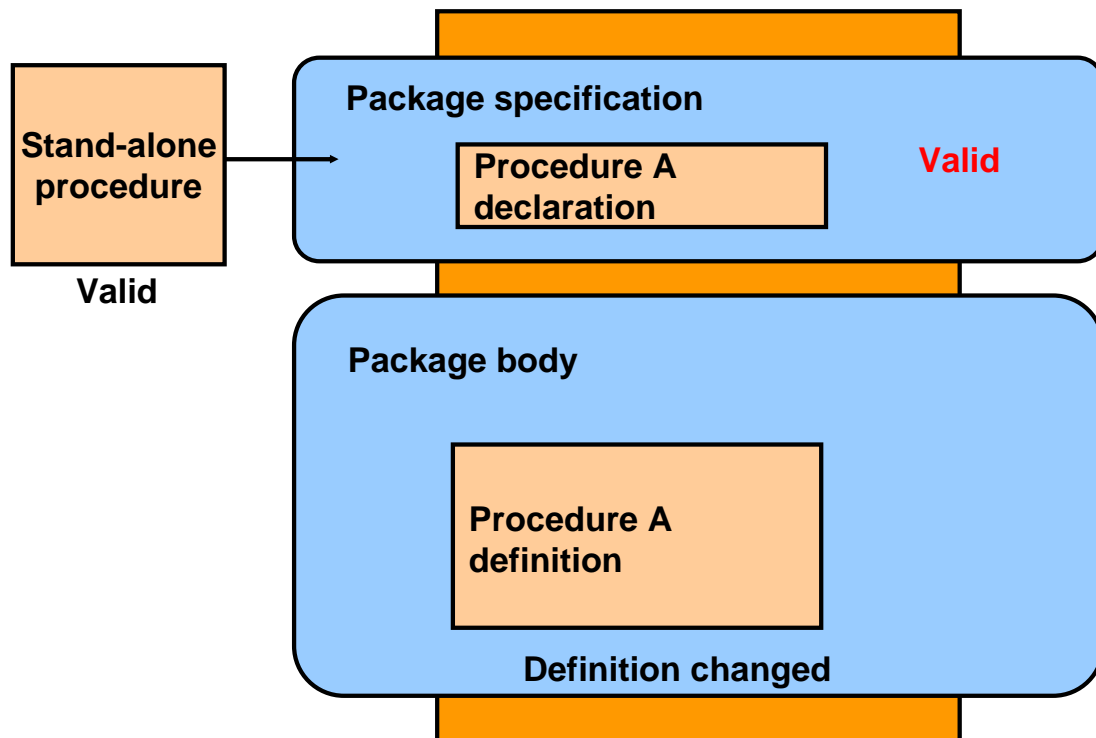 Stand-alone
procedure
Valid
Package specification
Procedure A
declaration
Valid
Package body
Procedure A
definition
Definition changed